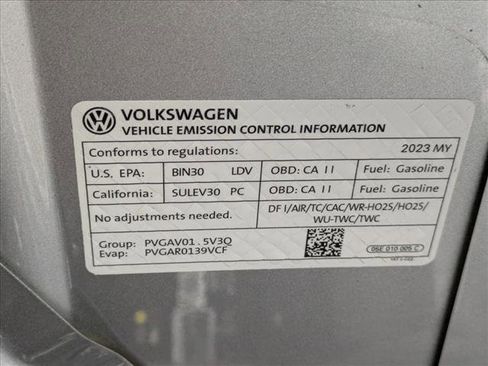 VOLKSWAGEN
VEHICLE EMISSION CONTROL INFORMATION
Conforms to regulations: 2023 MY
U.S. EPA: BIN30 LDV OBD: CA II Fuel: Gasoline
California: SULEV30 PC OBD: CA II Fuel: Gasoline
No adjustments needed. DFI/AIR/TC/CAC/WR-HO2S/HO2S/
WU-TWC/TWC
Group: PVGAV01.5V3Q
Evap: PVGAR0139VCF
05E 010 005 C